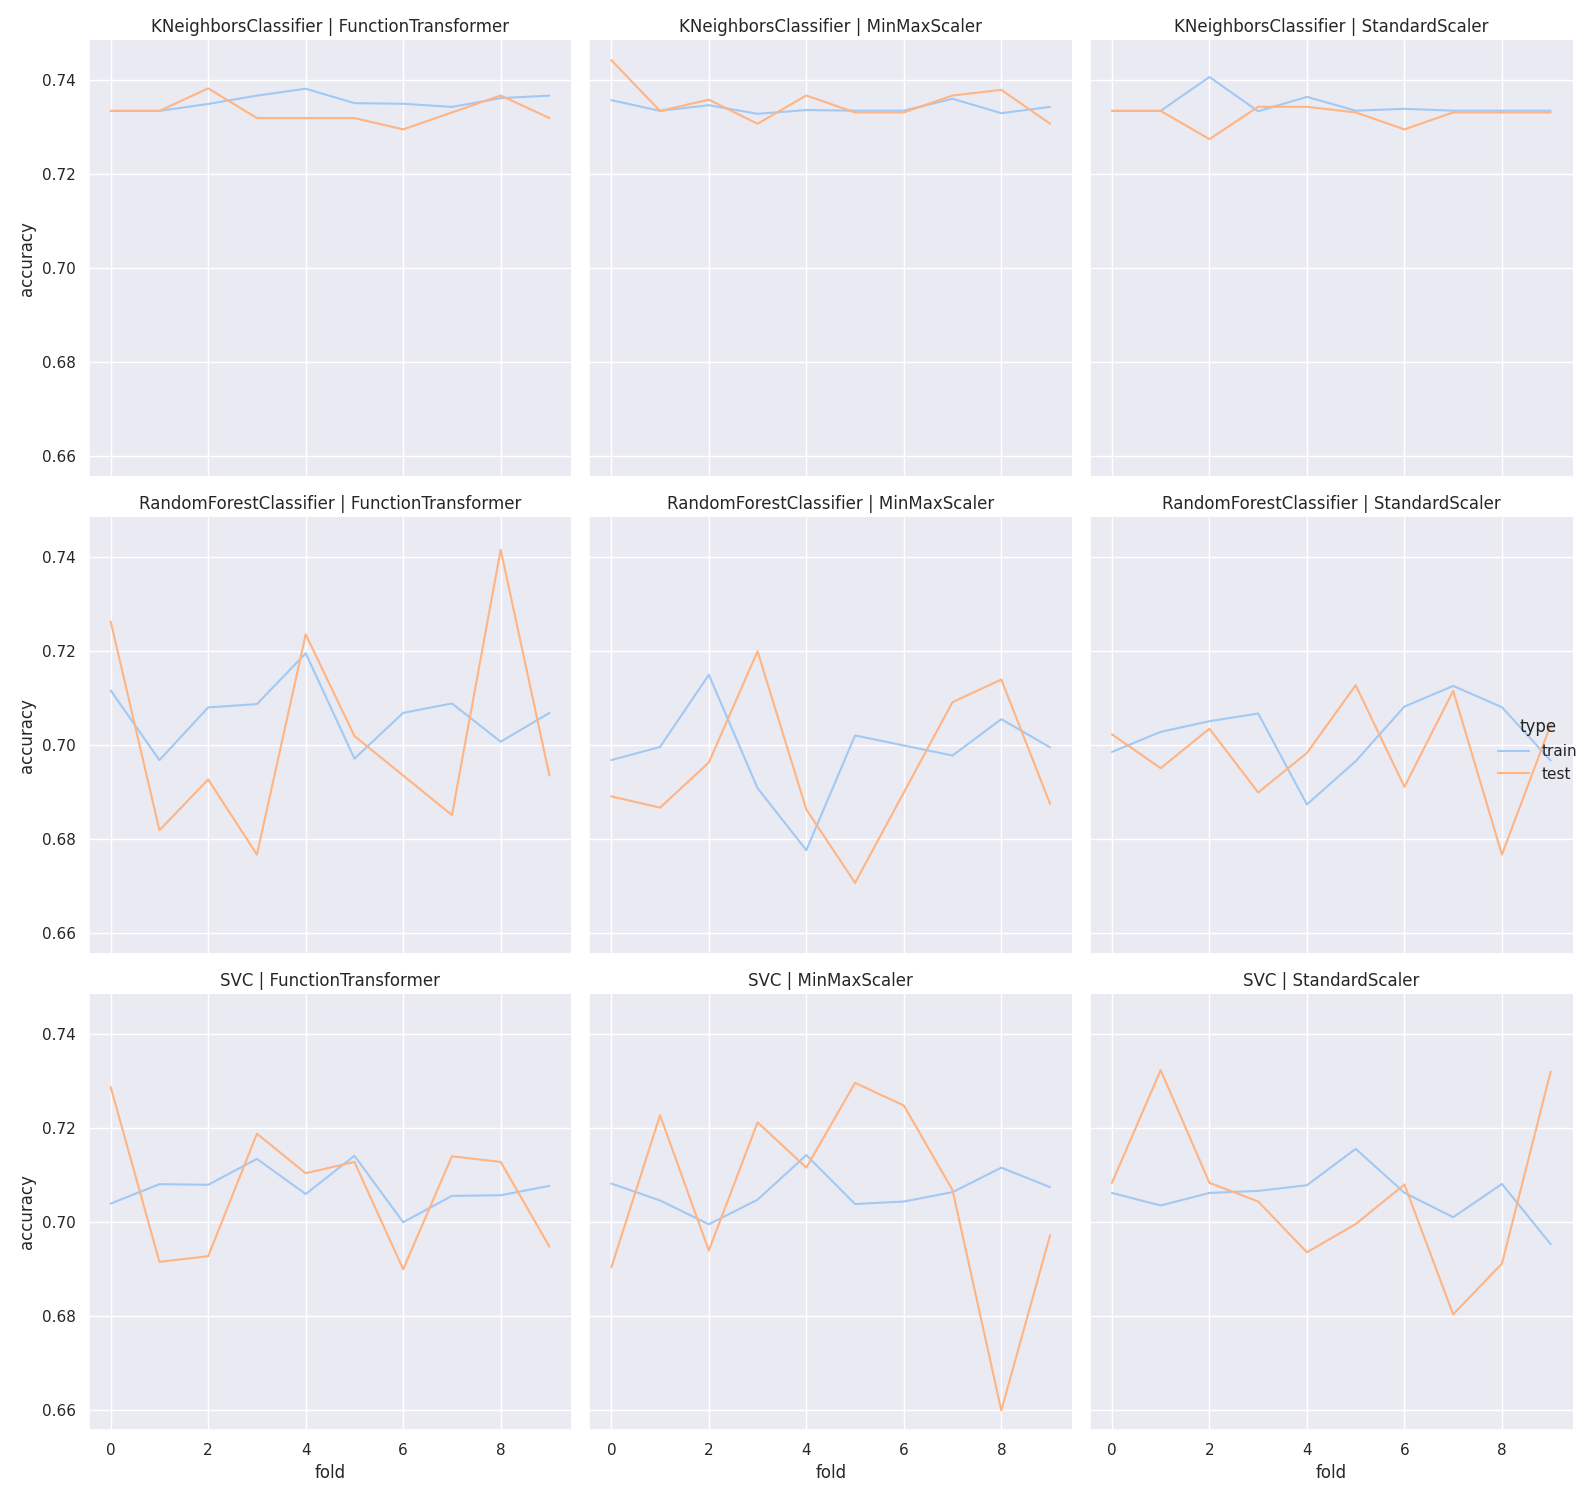 KNeighborsClassifier | FunctionTransformer
KNeighborsClassifier | MinMaxScaler
KNeighborsClassifier | StandardScaler
0.74
0.72
0.70
0.68
0.66
accuracy
RandomForestClassifier | FunctionTransformer
RandomForestClassifier | MinMaxScaler
RandomForestClassifier | StandardScaler
0.74
0.72
0.70
0.68
0.66
accuracy
type
train
test
SVC | FunctionTransformer
SVC | MinMaxScaler
SVC | StandardScaler
0.74
0.72
0.70
0.68
0.66
accuracy
0 2 4 6 8
fold
0 2 4 6 8
fold
0 2 4 6 8
fold